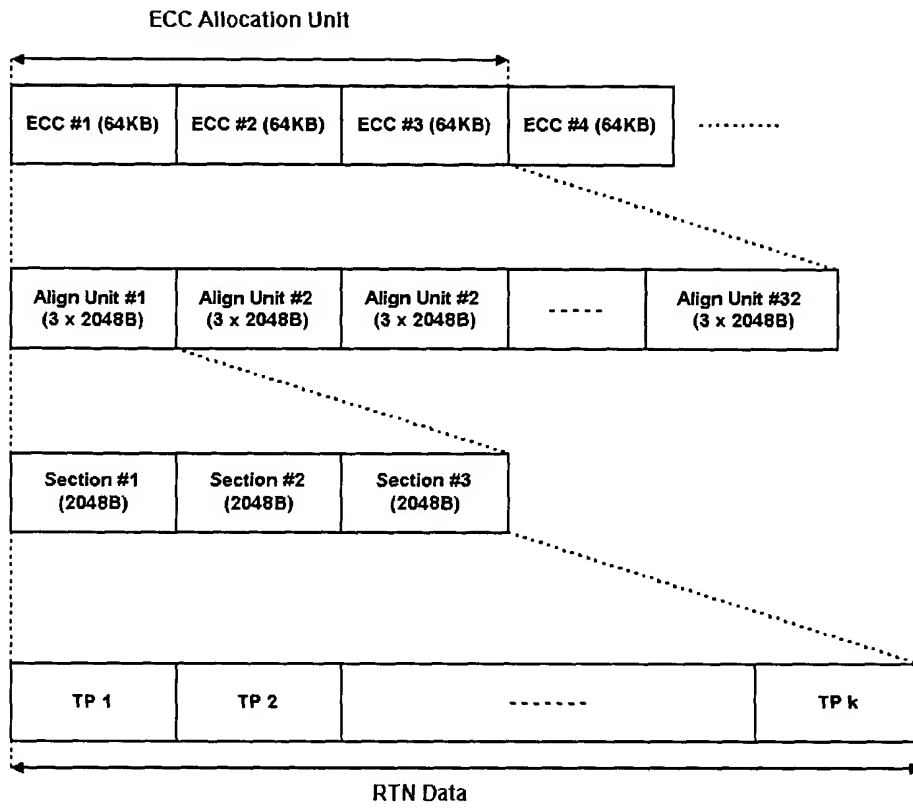 ECC Allocation Unit
ECC #1 (64KB) ECC #2 (64KB) ECC #3 (64KB) ECC #4 (64KB)
Align Unit #1 Align Unit #2 Align Unit #2 Align Unit #32
(3 x 2048B) (3 x 2048B) (3 x 2048B) (3 x 2048B)
Section #1 Section #2 Section #3
(2048B) (2048B) (2048B)
TP 1 TP 2 TP k
RTN Data